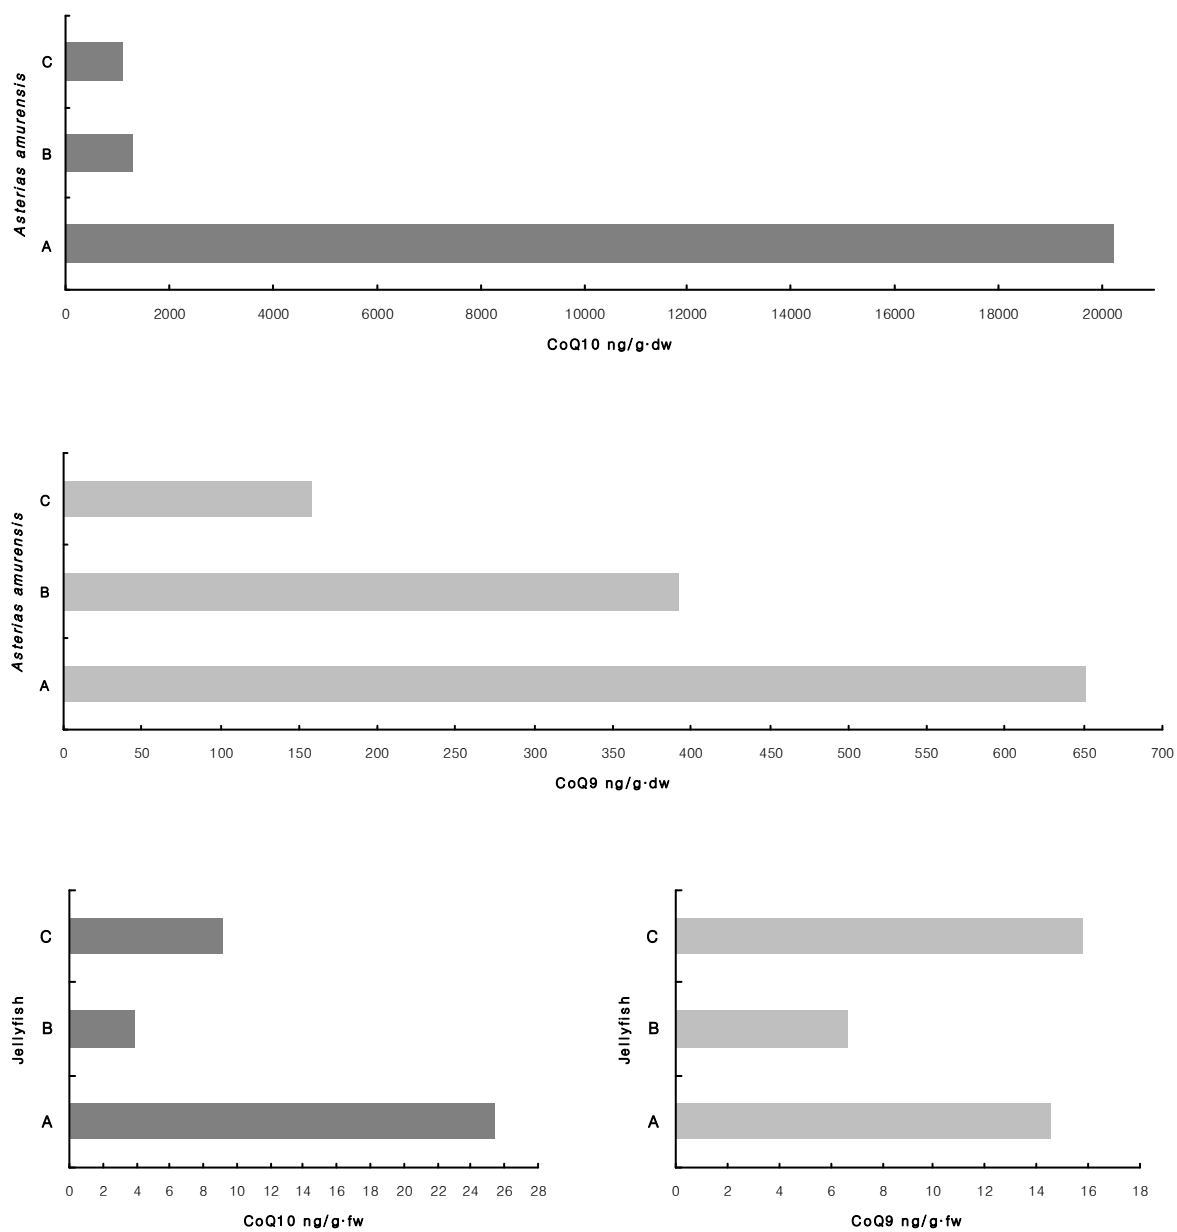 Asterias amurensis
C
B
A
0 2000 4000 6000 8000 10000 12000 14000 16000 18000 20000
CoQ10 ng/g·dw
Asterias amurensis
C
B
A
0 50 100 150 200 250 300 350 400 450 500 550 600 650 700
CoQ9 ng/g·dw
Jellyfish
C
B
A
0 2 4 6 8 10 12 14 16 18 20 22 24 26 28
CoQ10 ng/g·fw
Jellyfish
C
B
A
0 2 4 6 8 10 12 14 16 18
CoQ9 ng/g·fw